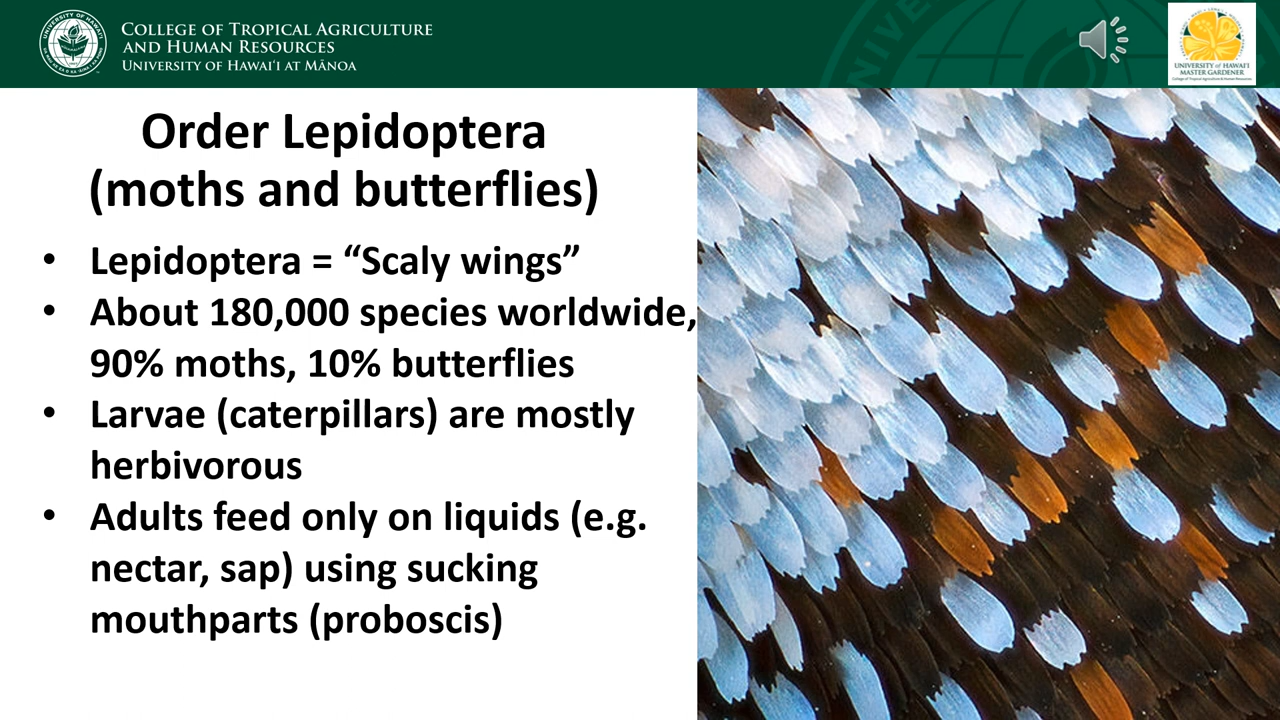 COLLEGE OF TROPICAL AGRICULTURE
AND HUMAN RESOURCES
UNIVERSITY OF HAWAIʻI AT MĀNOA
UNIVERSITY of HAWAI‘I
MASTER GARDENER
Order Lepidoptera
(moths and butterflies)
• Lepidoptera = “Scaly wings”
• About 180,000 species worldwide,
90% moths, 10% butterflies
• Larvae (caterpillars) are mostly
herbivorous
• Adults feed only on liquids (e.g.
nectar, sap) using sucking
mouthparts (proboscis)